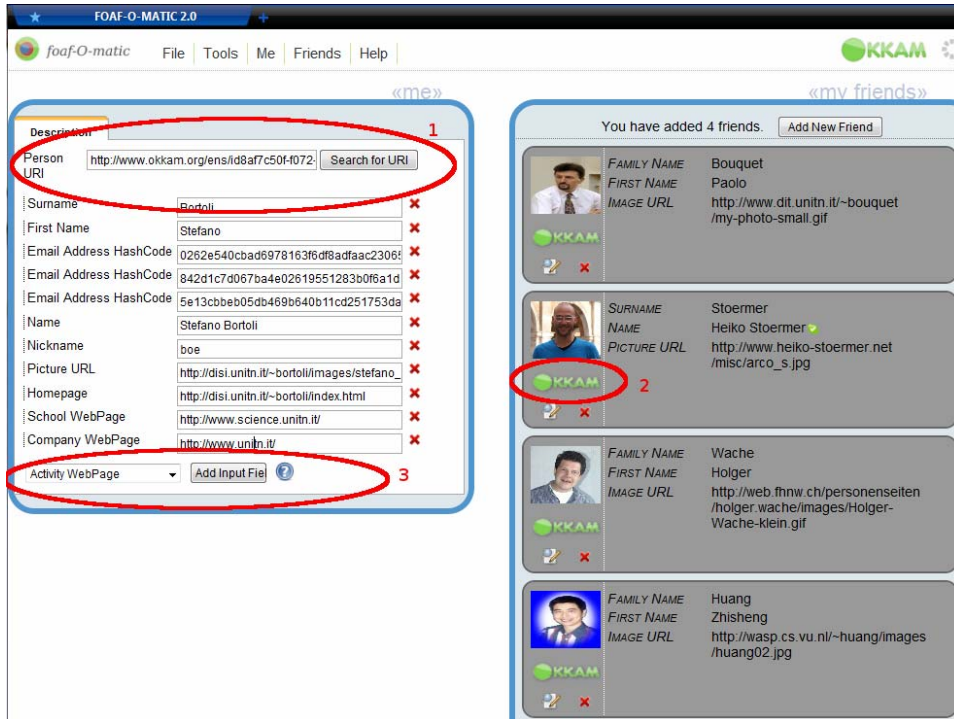 FOAF-O-MATIC 2.0 +
foaf-O-matic File Tools Me Friends Help
OKKAM
«me»
Description
1
Person URI http://www.okkam.org/ens/id8af7c50f-f072- Search for URI
Surname Bortoli
First Name Stefano
Email Address HashCode 0262e540cbad6978163f6df8adfaac23065
Email Address HashCode 842d1c7d067ba4e02619551283b0f6a1d
Email Address HashCode 5e13cbbeb05db469b640b11cd251753da
Name Stefano Bortoli
Nickname boe
Picture URL http://disi.unitn.it/~bortoli/images/stefano_
Homepage http://disi.unitn.it/~bortoli/index.html
School WebPage http://www.science.unitn.it/
Company WebPage http://www.unitn.it/
Activity WebPage Add Input Fiel ?
3
«my friends»
You have added 4 friends. Add New Friend
FAMILY NAME Bouquet
FIRST NAME Paolo
IMAGE URL http://www.dit.unitn.it/~bouquet
/my-photo-small.gif
OKKAM
SURNAME Stoermer
NAME Heiko Stoermer
PICTURE URL http://www.heiko-stoermer.net
/misc/arco_s.jpg
OKKAM
2
FAMILY NAME Wache
FIRST NAME Holger
IMAGE URL http://web.fhnw.ch/personenseiten
/holger.wache/images/Holger-
Wache-klein.gif
OKKAM
FAMILY NAME Huang
FIRST NAME Zhisheng
IMAGE URL http://wasp.cs.vu.nl/~huang/images
/huang02.jpg
OKKAM